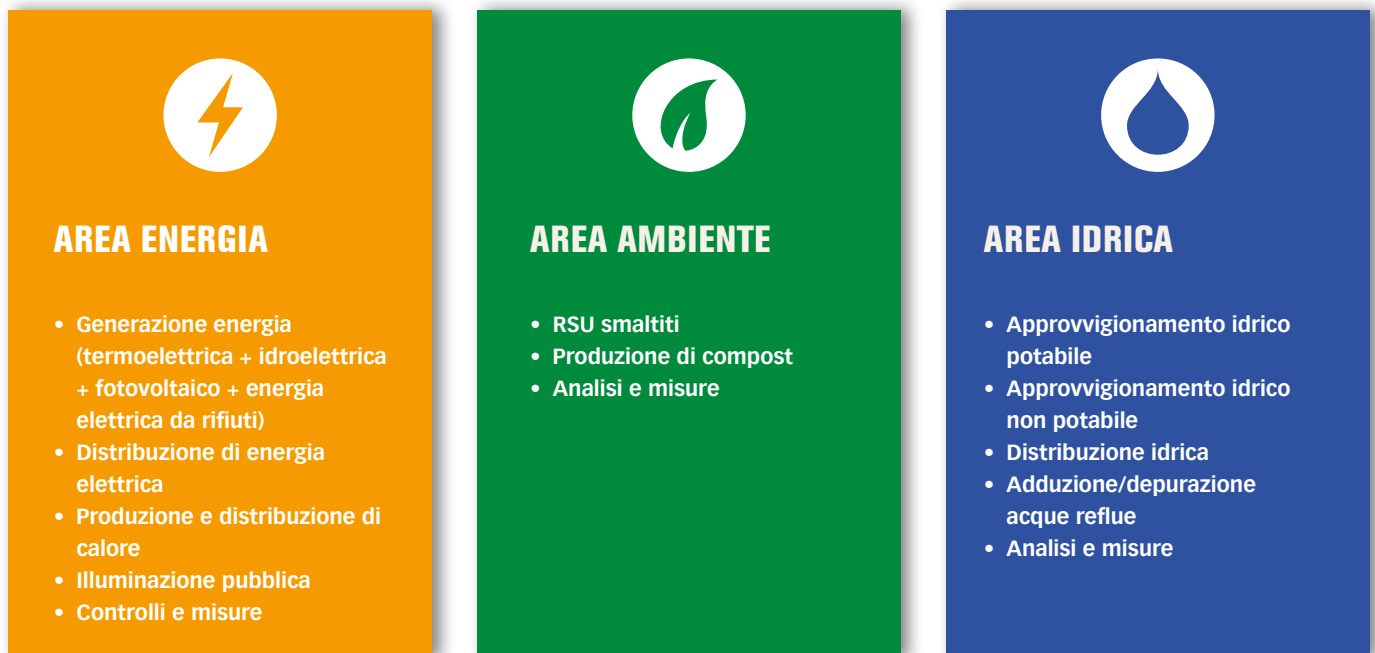 AREA ENERGIA
• Generazione energia
(termoelettrica + idroelettrica
+ fotovoltaico + energia
elettrica da rifiuti)
• Distribuzione di energia
elettrica
• Produzione e distribuzione di
calore
• Illuminazione pubblica
• Controlli e misure
AREA AMBIENTE
• RSU smaltiti
• Produzione di compost
• Analisi e misure
AREA IDRICA
• Approvvigionamento idrico
potabile
• Approvvigionamento idrico
non potabile
• Distribuzione idrica
• Adduzione/depurazione
acque reflue
• Analisi e misure